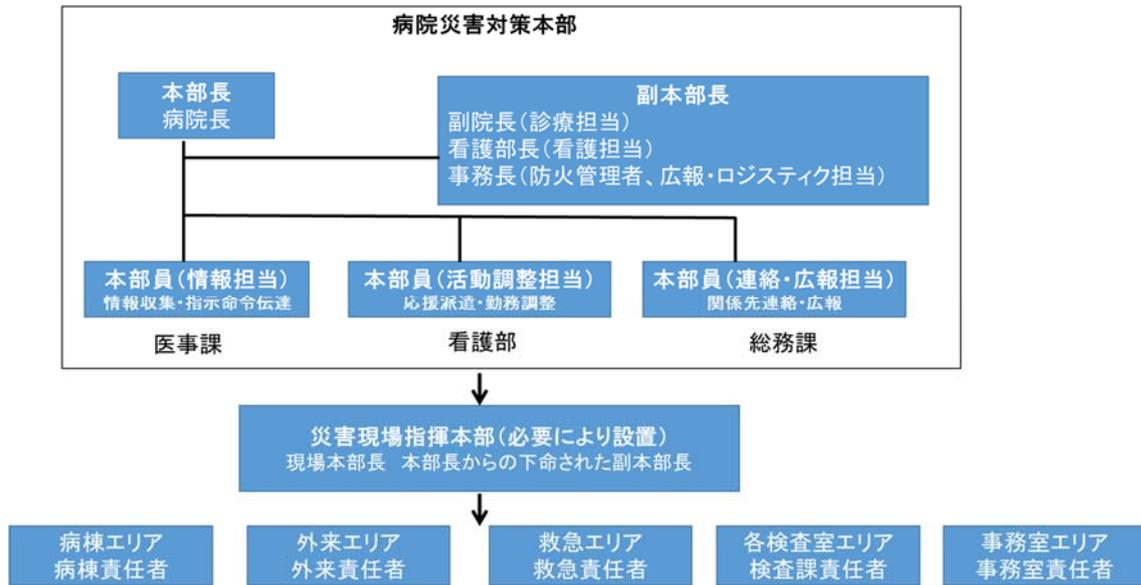 病院災害対策本部
本部長
病院長
副本部長
副院長（診療担当）
看護部長（看護担当）
事務長（防火管理者、広報・ロジスティク担当）
本部員（情報担当）
情報収集・指示命令伝達
本部員（活動調整担当）
応援派遣・勤務調整
本部員（連絡・広報担当）
関係先連絡・広報
医事課
看護部
総務課
災害現場指揮本部（必要により設置）
現場本部長　本部長からの下命された副本部長
病棟エリア
病棟責任者
外来エリア
外来責任者
救急エリア
救急責任者
各検査室エリア
検査課責任者
事務室エリア
事務室責任者